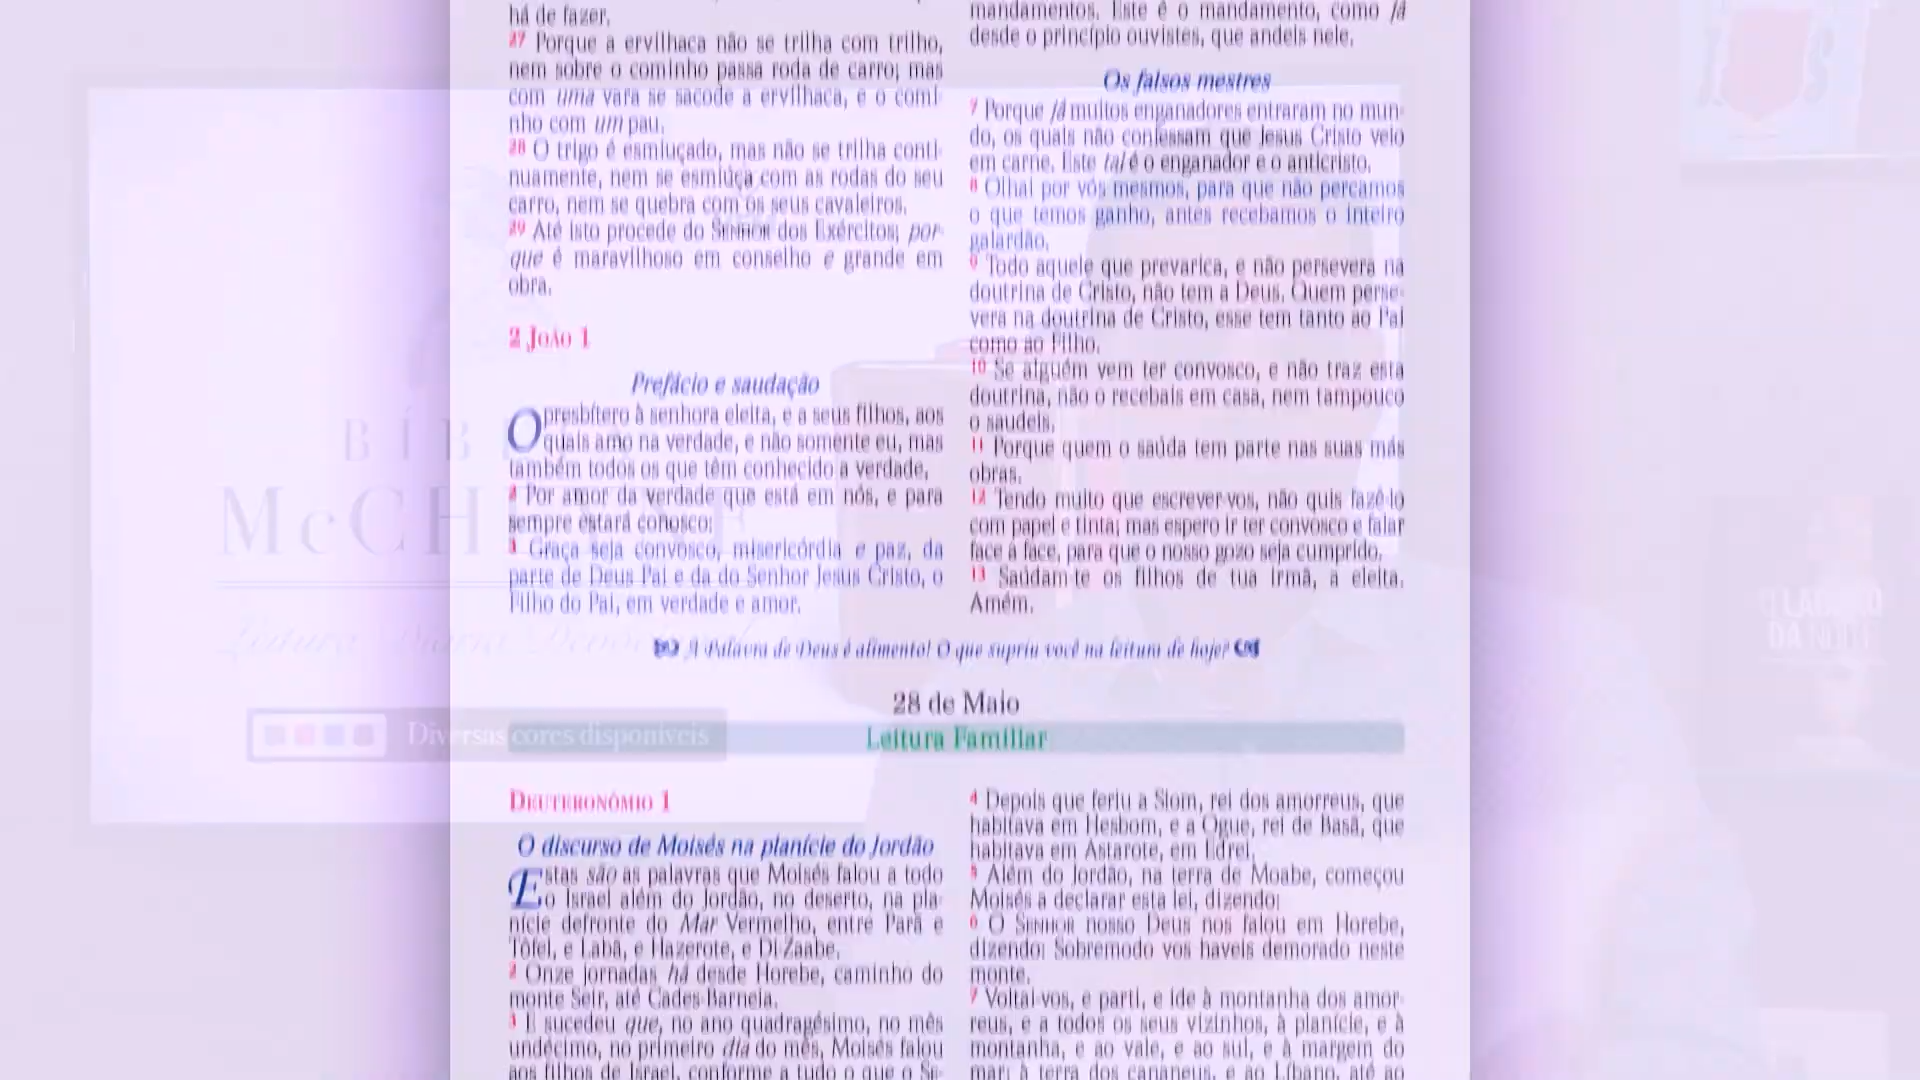 há de fazer.
27 Porque a ervilhaca não se trilha com trilho,
nem sobre o cominho passa roda de carro; mas
com uma vara se sacode a ervilhaca, e o comi-
nho com um pau.
28 O trigo é esmiuçado, mas não se trilha conti-
nuamente, nem se esmiúça com as rodas do seu
carro, nem se quebra com os seus cavaleiros.
29 Até isto procede do SENHOR dos Exércitos; por-
que é maravilhoso em conselho e grande em
obra.
2 JOÃO 1
Prefácio e saudação
O presbítero à senhora eleita, e a seus filhos, aos
quais amo na verdade, e não somente eu, mas
também todos os que têm conhecido a verdade,
2 Por amor da verdade que está em nós, e para
sempre estará conosco:
3 Graça seja convosco, misericórdia e paz, da
parte de Deus Pai e da do Senhor Jesus Cristo, o
Filho do Pai, em verdade e amor.
mandamentos. Este é o mandamento, como já
desde o princípio ouvistes, que andeis nele.
Os falsos mestres
7 Porque já muitos enganadores entraram no mun-
do, os quais não confessam que Jesus Cristo veio
em carne. Este tal é o enganador e o anticristo.
8 Olhai por vós mesmos, para que não percamos
o que temos ganho, antes recebamos o inteiro
galardão.
9 Todo aquele que prevarica, e não persevera na
doutrina de Cristo, não tem a Deus. Quem perse-
vera na doutrina de Cristo, esse tem tanto ao Pai
como ao Filho.
10 Se alguém vem ter convosco, e não traz esta
doutrina, não o recebais em casa, nem tampouco
o saudeis.
11 Porque quem o saúda tem parte nas suas más
obras.
12 Tendo muito que escrever-vos, não quis fazê-lo
com papel e tinta; mas espero ir ter convosco e falar
face a face, para que o nosso gozo seja cumprido.
13 Saúdam-te os filhos de tua irmã, a eleita.
Amém.
A Palavra de Deus é alimento! O que supriu você na leitura de hoje?
28 de Maio
Leitura Familiar
DEUTERONÔMIO 1
O discurso de Moisés na planície do Jordão
Estas são as palavras que Moisés falou a todo
o Israel além do Jordão, no deserto, na pla-
nície defronte do Mar Vermelho, entre Parã e
Tôfel, e Labã, e Hazerote, e Di-Zaabe.
2 Onze jornadas há desde Horebe, caminho do
monte Seir, até Cades-Barneia.
3 E sucedeu que, no ano quadragésimo, no mês
undécimo, no primeiro dia do mês, Moisés falou
aos filhos de Israel, conforme a tudo o que o Se-
4 Depois que feriu a Siom, rei dos amorreus, que
habitava em Hesbom, e a Ogue, rei de Basã, que
habitava em Astarote, em Edrei.
5 Além do Jordão, na terra de Moabe, começou
Moisés a declarar esta lei, dizendo:
6 O SENHOR nosso Deus nos falou em Horebe,
dizendo: Sobremodo vos haveis demorado neste
monte.
7 Voltai-vos, e parti, e ide à montanha dos amor-
reus, e a todos os seus vizinhos, à planície, e à
montanha, e ao vale, e ao sul, e à margem do
mar; à terra dos cananeus, e ao Líbano, até ao
Diversas cores disponíveis